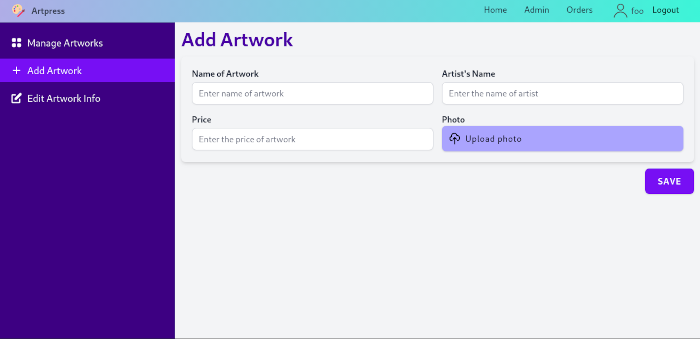 Artpress Home Admin Orders foo Logout
Manage Artworks
Add Artwork
Edit Artwork Info
Add Artwork
Name of Artwork Artist's Name
Enter name of artwork Enter the name of artist
Price Photo
Enter the price of artwork Upload photo
SAVE